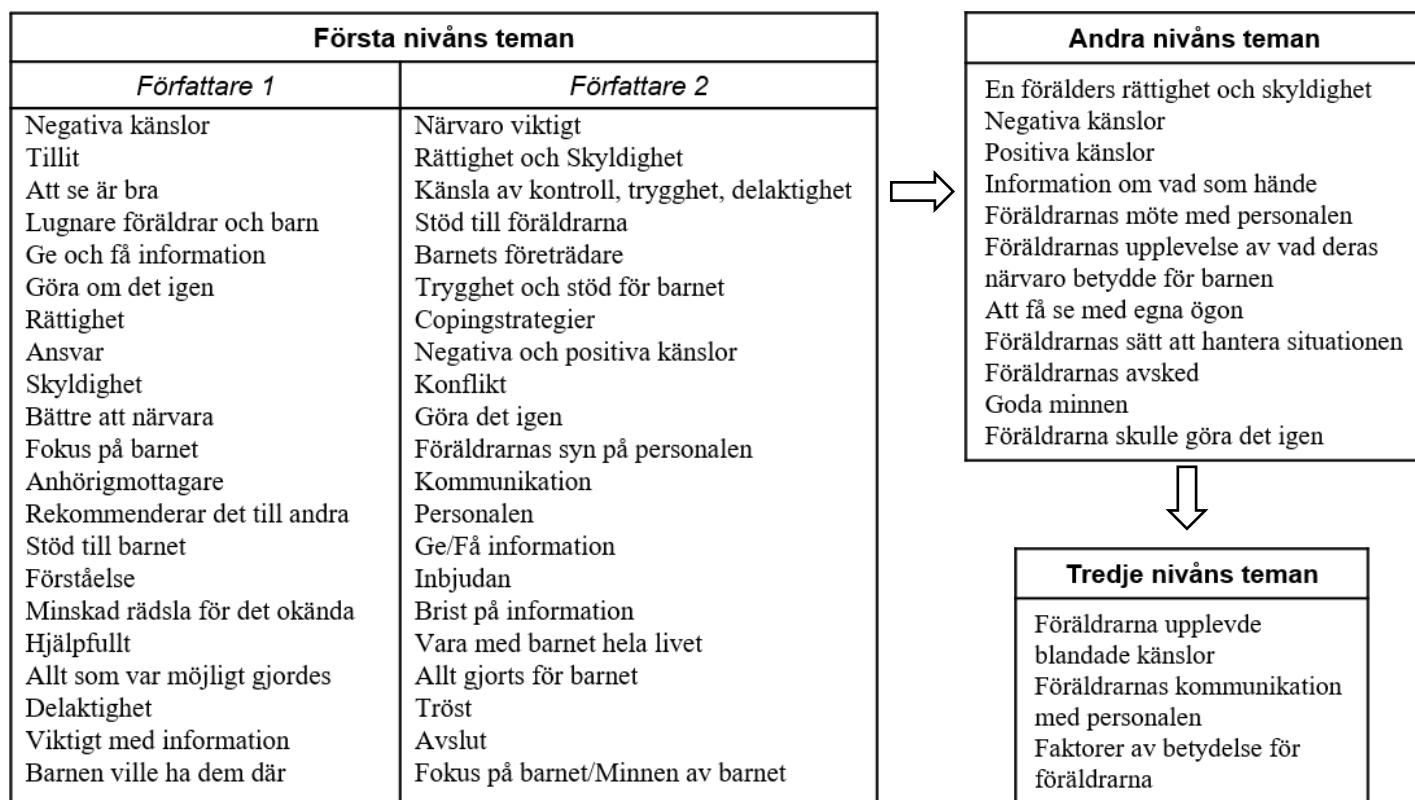 Första nivåns teman
Författare 1
Negativa känslor
Tillit
Att se är bra
Lugnare föräldrar och barn
Ge och få information
Göra om det igen
Rättighet
Ansvar
Skyldighet
Bättre att närvara
Fokus på barnet
Anhörigmottagare
Rekommenderar det till andra
Stöd till barnet
Förståelse
Minskad rädsla för det okända
Hjälpfullt
Allt som var möjligt gjordes
Delaktighet
Viktigt med information
Barnen ville ha dem där
Författare 2
Närvaro viktigt
Rättighet och Skyldighet
Känsla av kontroll, trygghet, delaktighet
Stöd till föräldrarna
Barnets företrädare
Trygghet och stöd för barnet
Copingstrategier
Negativa och positiva känslor
Konflikt
Göra det igen
Föräldrarnas syn på personalen
Kommunikation
Personalen
Ge/Få information
Inbjudan
Brist på information
Vara med barnet hela livet
Allt gjorts för barnet
Tröst
Avslut
Fokus på barnet/Minnen av barnet
Andra nivåns teman
En förälders rättighet och skyldighet
Negativa känslor
Positiva känslor
Information om vad som hände
Föräldrarnas möte med personalen
Föräldrarnas upplevelse av vad deras
närvaro betydde för barnen
Att få se med egna ögon
Föräldrarnas sätt att hantera situationen
Föräldrarnas avsked
Goda minnen
Föräldrarna skulle göra det igen
Tredje nivåns teman
Föräldrarna upplevde
blandade känslor
Föräldrarnas kommunikation
med personalen
Faktorer av betydelse för
föräldrarna